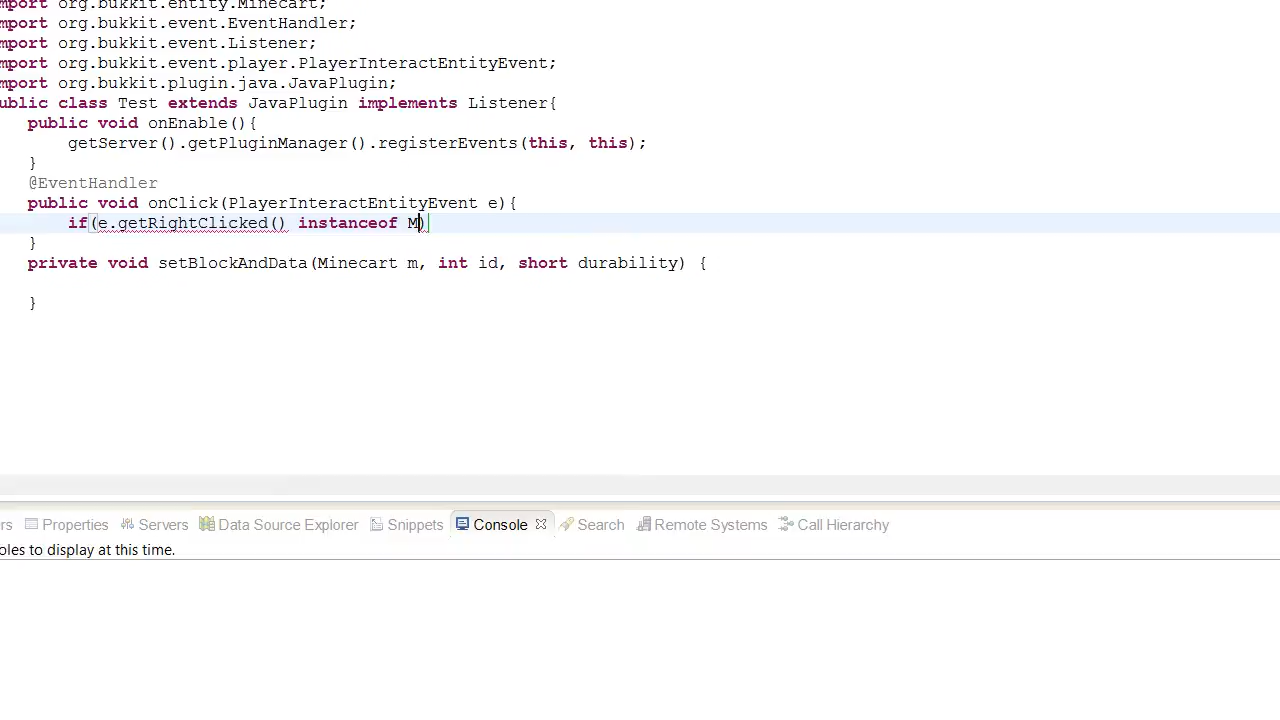 mport org.bukkit.entity.Minecart;
mport org.bukkit.event.EventHandler;
mport org.bukkit.event.Listener;
mport org.bukkit.event.player.PlayerInteractEntityEvent;
mport org.bukkit.plugin.java.JavaPlugin;
ublic class Test extends JavaPlugin implements Listener{
public void onEnable(){
getServer().getPluginManager().registerEvents(this, this);
}
@EventHandler
public void onClick(PlayerInteractEntityEvent e){
if(e.getRightClicked() instanceof M)
}
private void setBlockAndData(Minecart m, int id, short durability) {
}
rs Properties Servers Data Source Explorer Snippets Console Search Remote Systems Call Hierarchy
oles to display at this time.